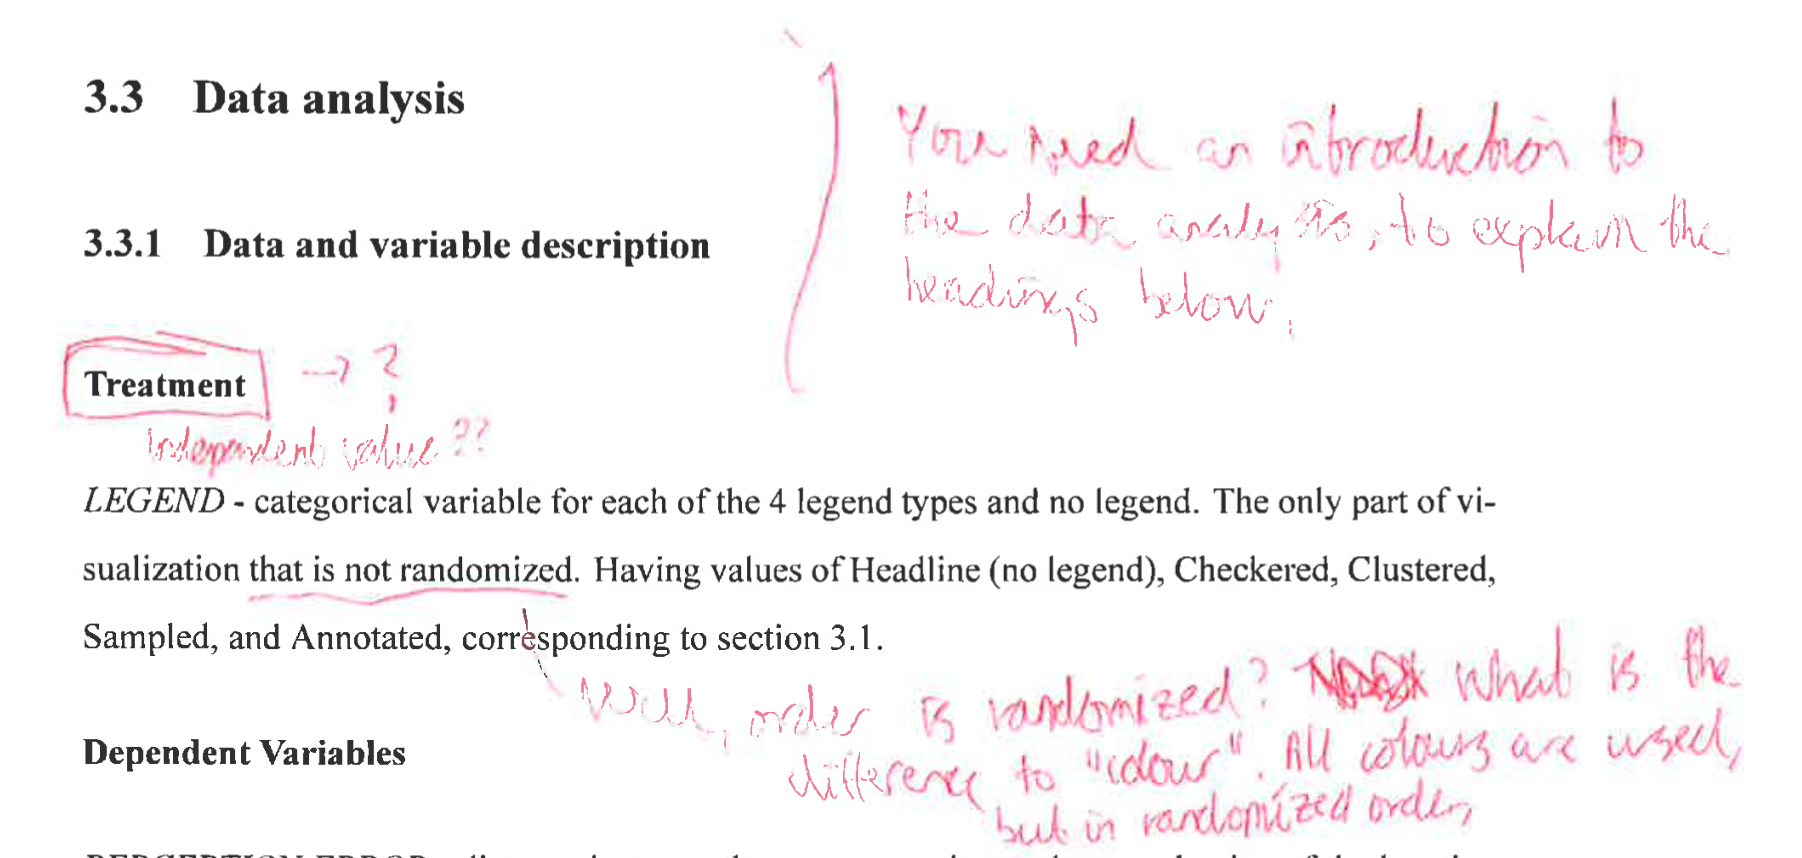 3.3 Data analysis
You need an introduction to
the data analysis, to explain the
headings below.
3.3.1 Data and variable description
Treatment → ?
Independent value ??
LEGEND - categorical variable for each of the 4 legend types and no legend. The only part of vi-
sualization that is not randomized. Having values of Headline (no legend), Checkered, Clustered,
Sampled, and Annotated, corresponding to section 3.1.
Well, order is randomized? What is the
difference to "colour". All colours are used,
but in randomized order,
Dependent Variables